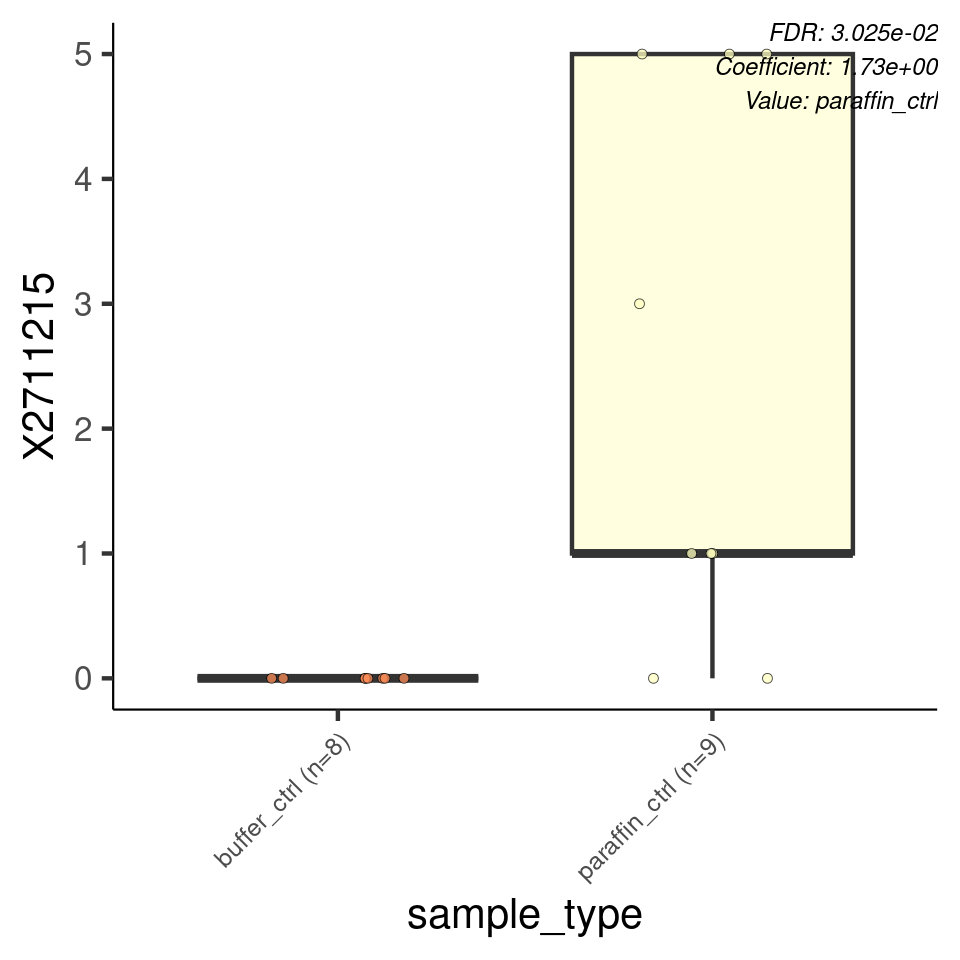 FDR: 3.025e-02
Coefficient: 1.73e+00
Value: paraffin_ctrl
5
4
3
2
1
0
X2711215
buffer_ctrl (n=8)
paraffin_ctrl (n=9)
sample_type